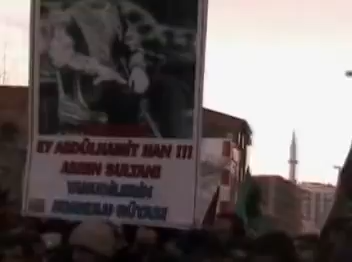 EY ABDÜLHAMİT HAN !!!
ARZIN SULTANI
YAHUDİLERİN
KORKULU RÜYASI